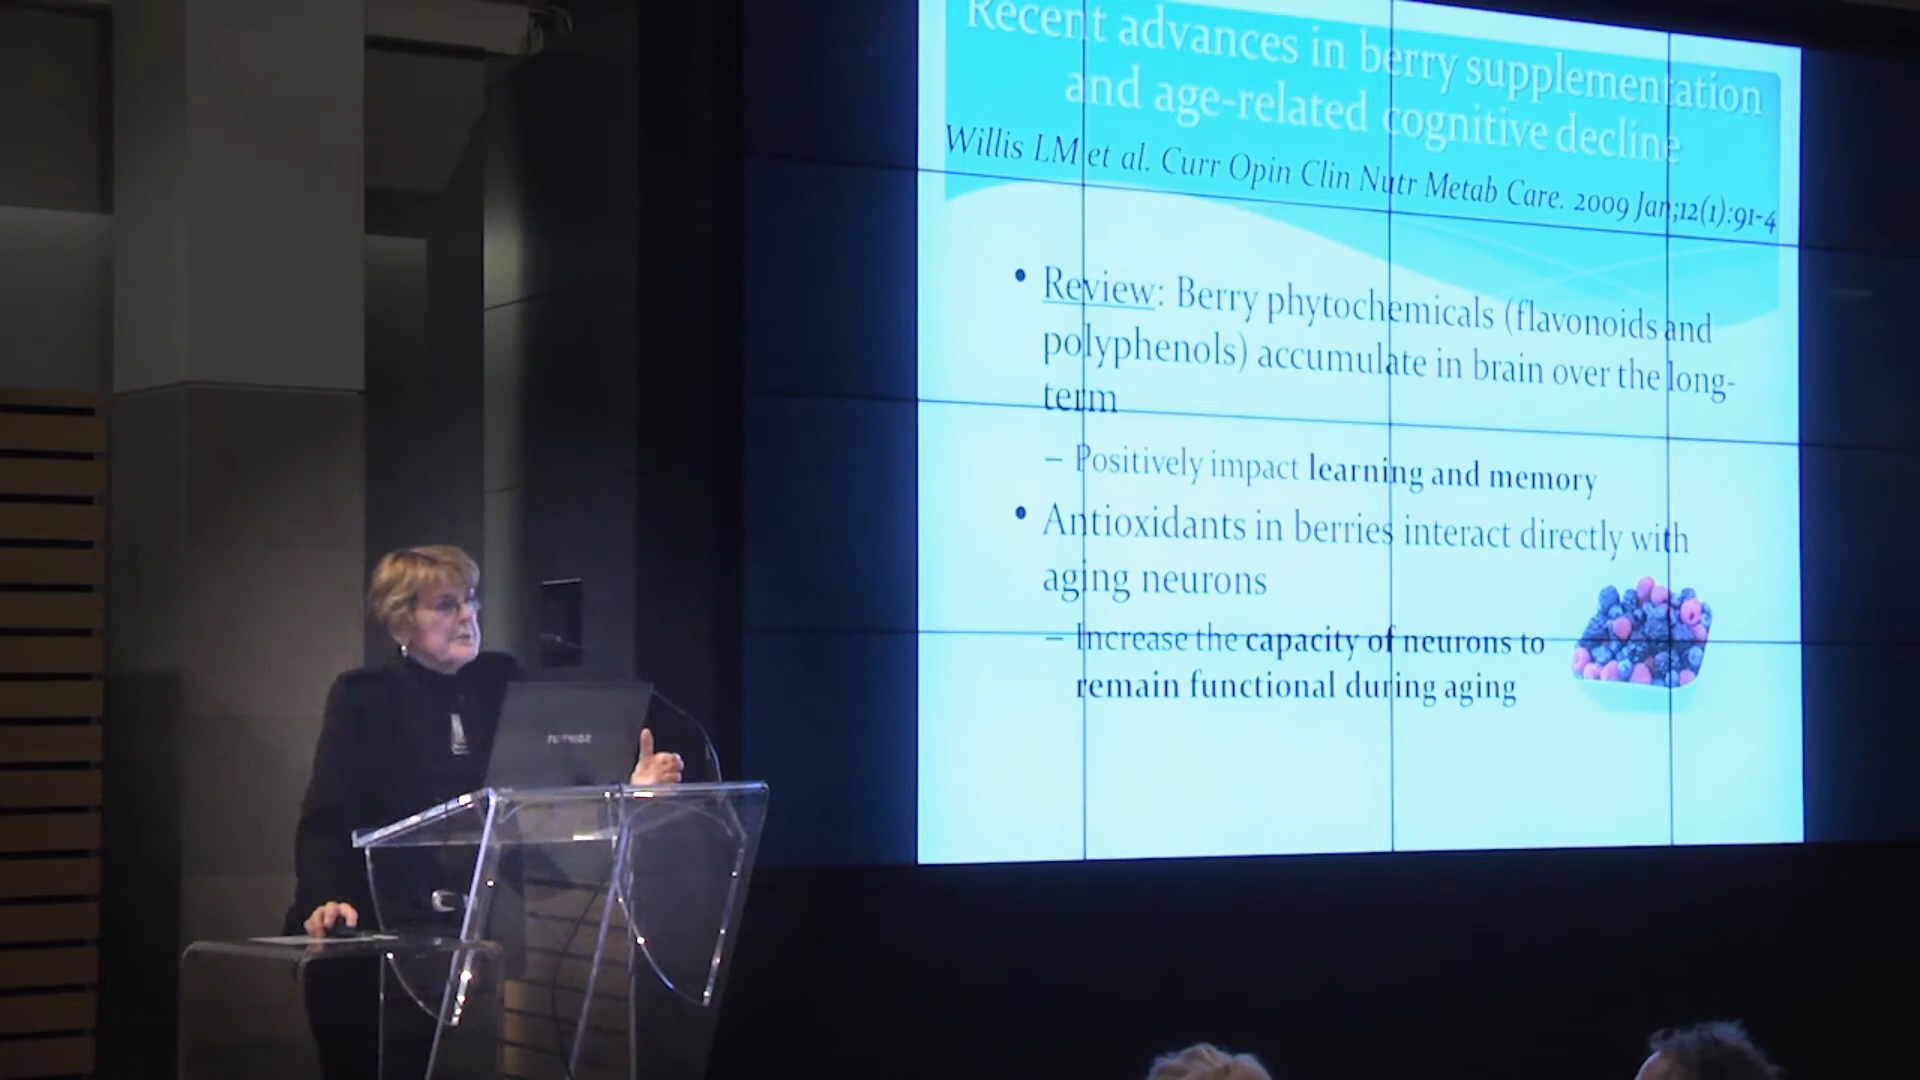 Recent advances in berry supplementation
and age-related cognitive decline
Willis LM et al. Curr Opin Clin Nutr Metab Care. 2009 Jan;12(1):91-4
• Review: Berry phytochemicals (flavonoids and
polyphenols) accumulate in brain over the long-
term
– Positively impact learning and memory
• Antioxidants in berries interact directly with
aging neurons
– Increase the capacity of neurons to
remain functional during aging